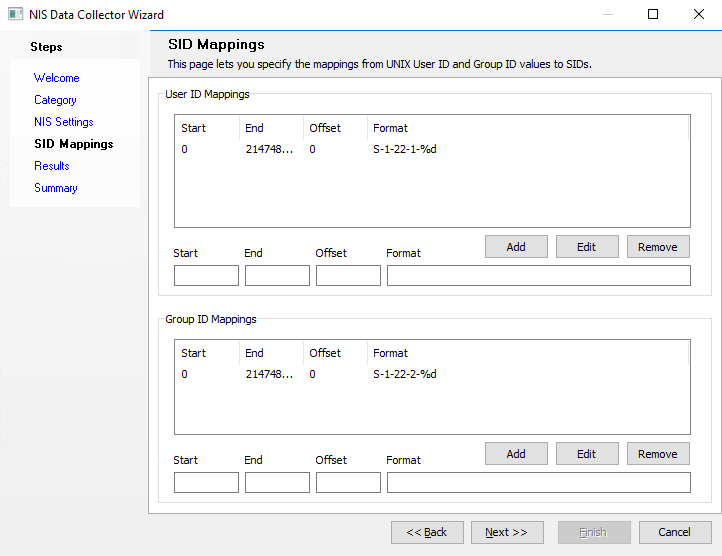 NIS Data Collector Wizard
Steps
Welcome
Category
NIS Settings
SID Mappings
Results
Summary
SID Mappings
This page lets you specify the mappings from UNIX User ID and Group ID values to SIDs.
User ID Mappings
Start End Offset Format
0 214748... 0 S-1-22-1-%d
Add Edit Remove
Start End Offset Format
Group ID Mappings
Start End Offset Format
0 214748... 0 S-1-22-2-%d
Add Edit Remove
Start End Offset Format
<< Back Next >> Finish Cancel